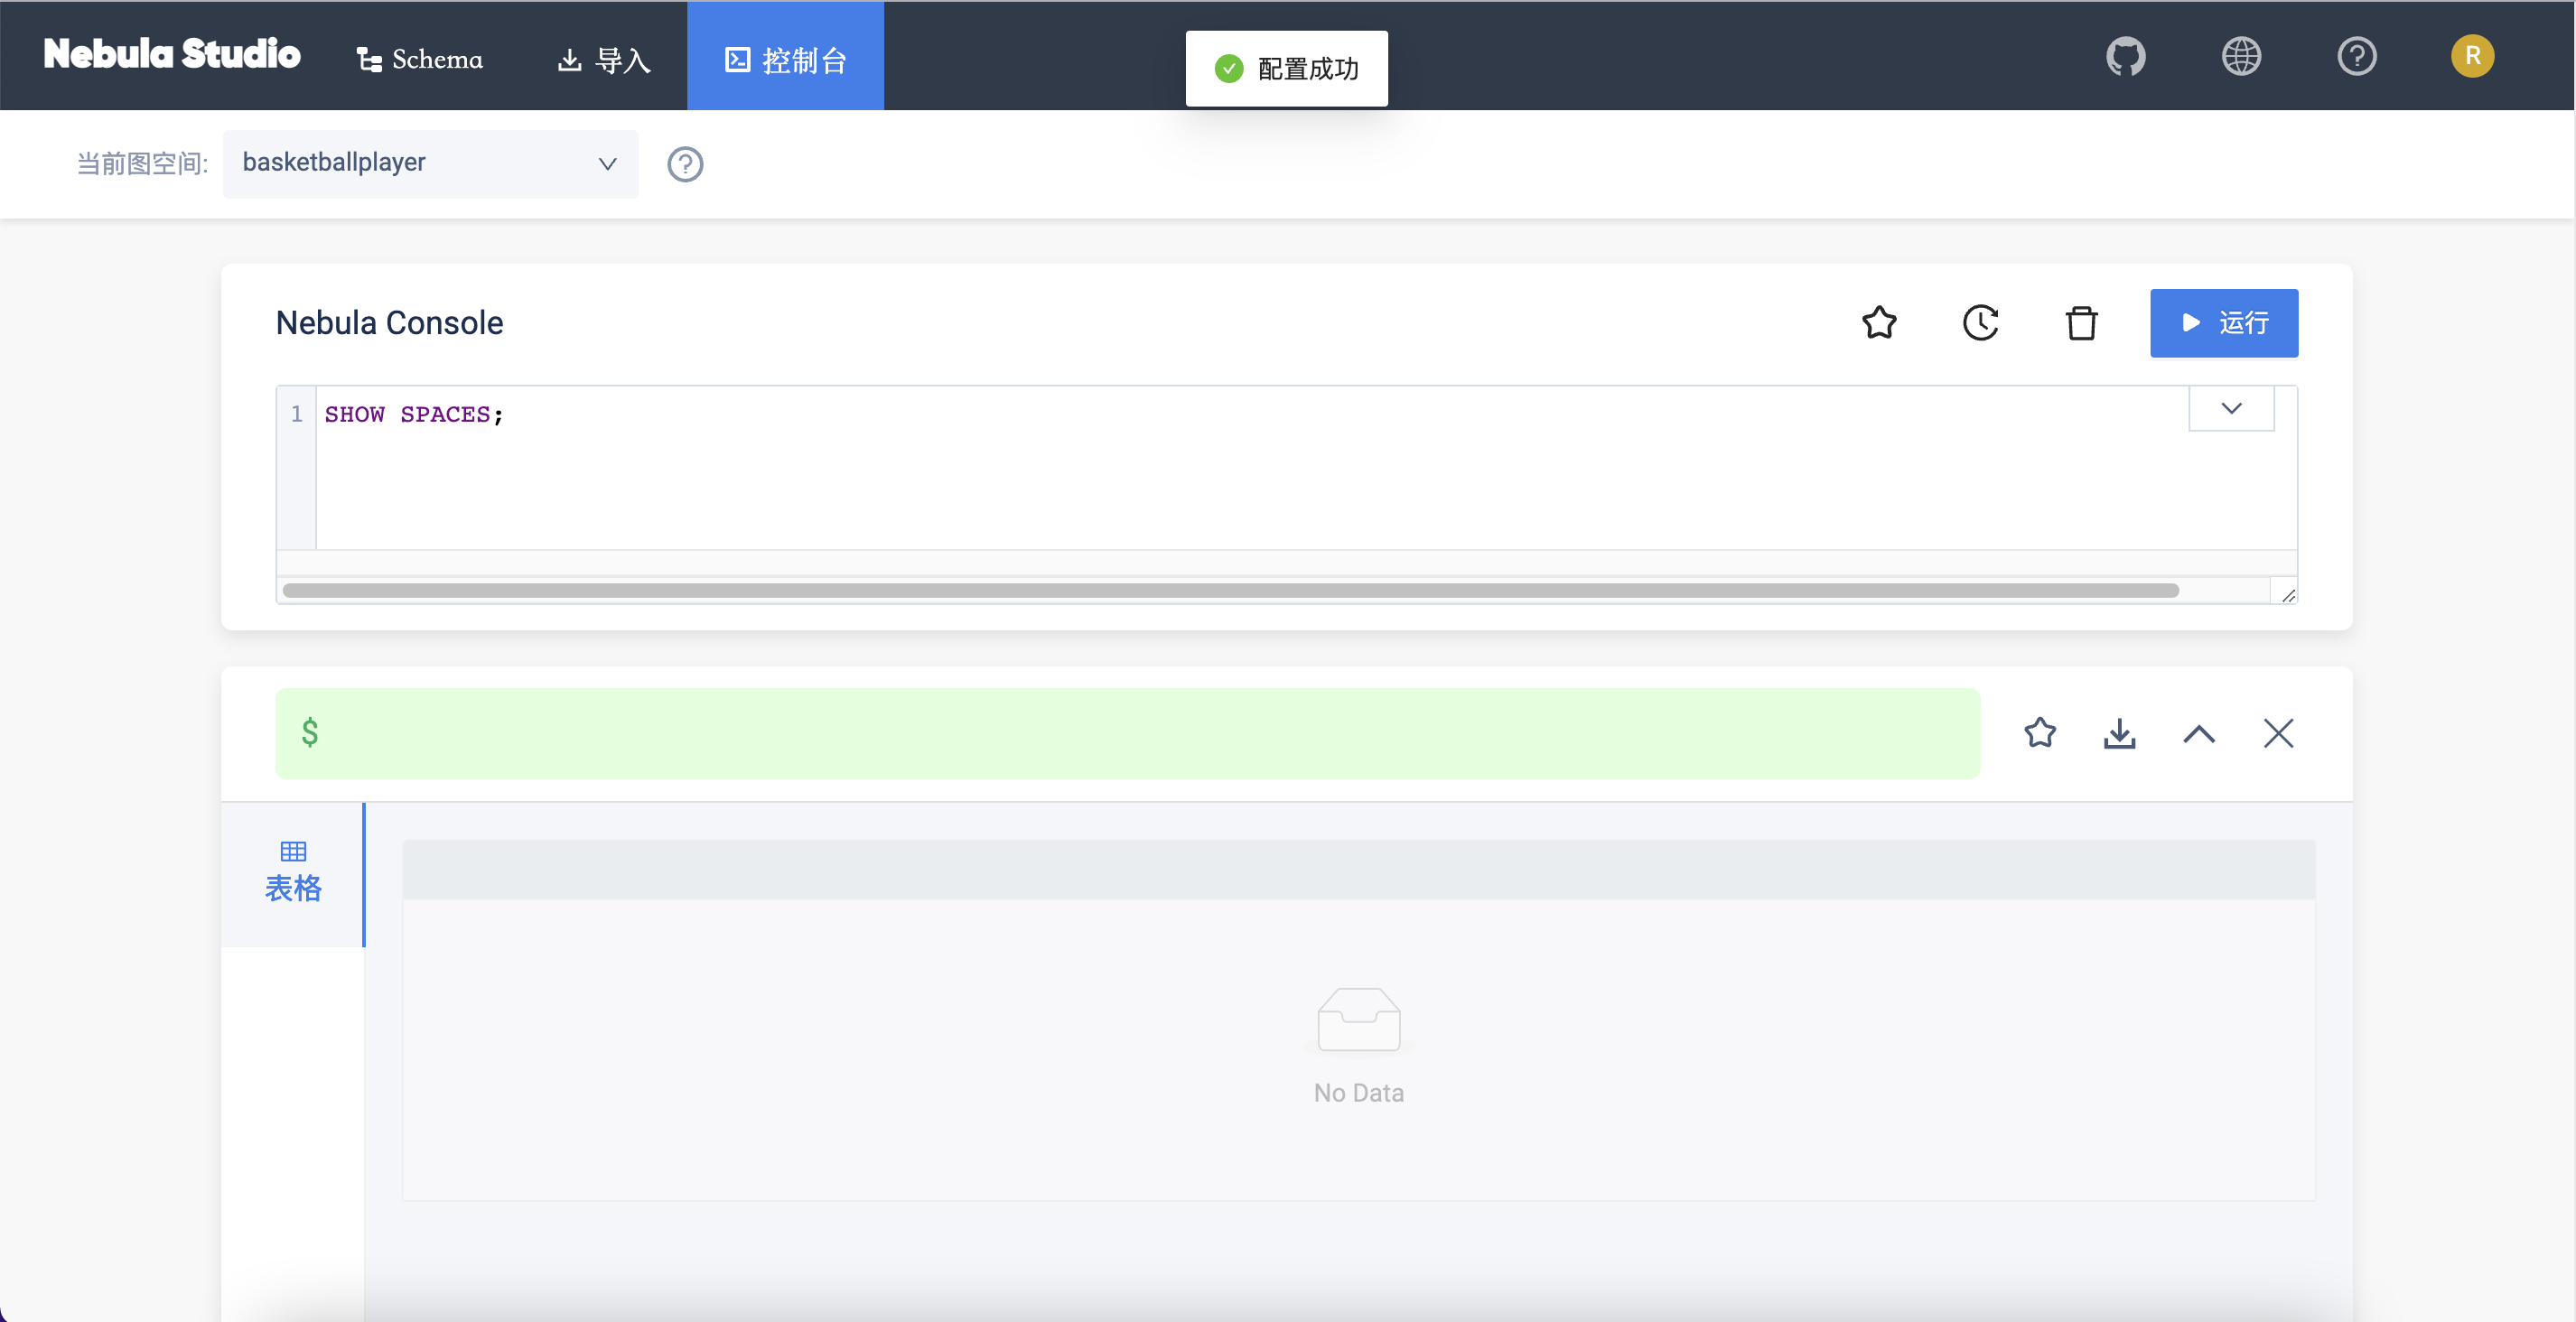 Nebula Studio
Schema
导入
控制台
配置成功
R
当前图空间:
basketballplayer
Nebula Console
运行
1
SHOW SPACES;
$
表格
No Data